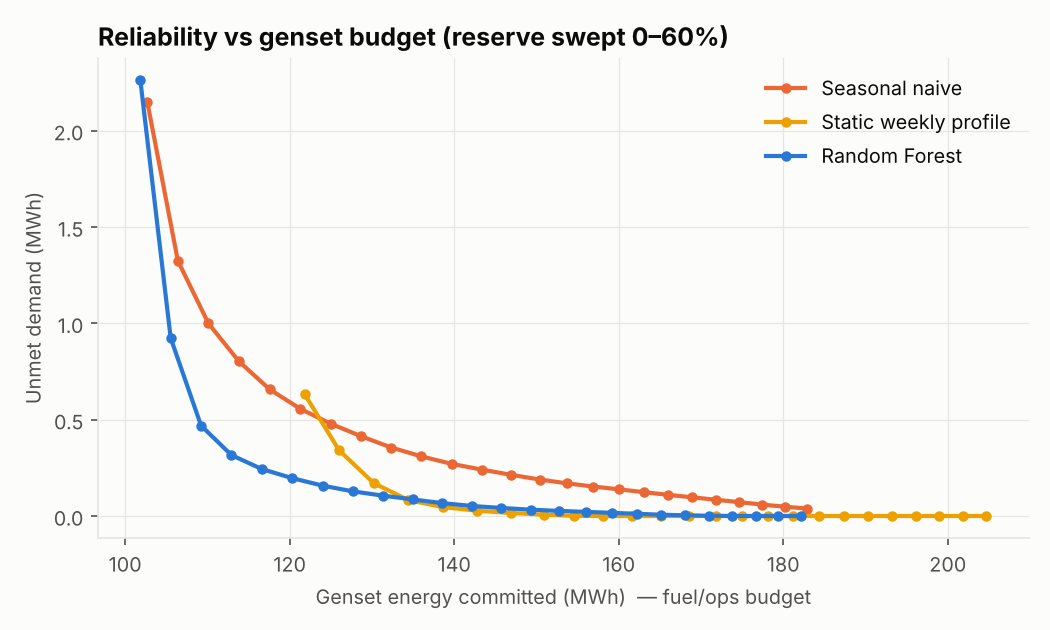 Reliability vs genset budget (reserve swept 0–60%)
Seasonal naive
Static weekly profile
Random Forest
Unmet demand (MWh)
2.0
1.5
1.0
0.5
0.0
100 120 140 160 180 200
Genset energy committed (MWh) — fuel/ops budget